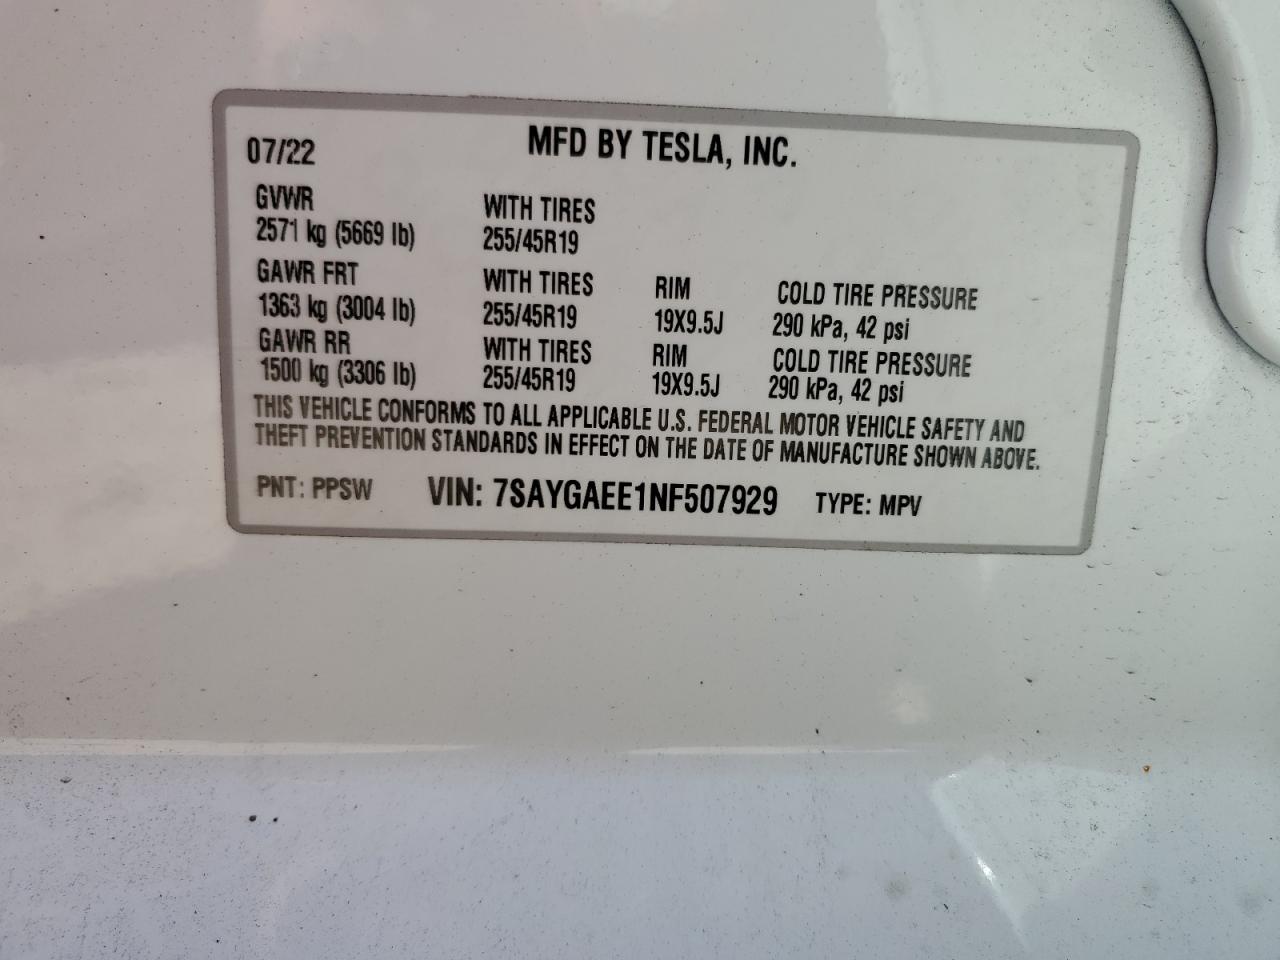 07/22 MFD BY TESLA, INC.
GVWR WITH TIRES
2571 kg (5669 lb) 255/45R19
GAWR FRT WITH TIRES RIM COLD TIRE PRESSURE
1363 kg (3004 lb) 255/45R19 19X9.5J 290 kPa, 42 psi
GAWR RR WITH TIRES RIM COLD TIRE PRESSURE
1500 kg (3306 lb) 255/45R19 19X9.5J 290 kPa, 42 psi
THIS VEHICLE CONFORMS TO ALL APPLICABLE U.S. FEDERAL MOTOR VEHICLE SAFETY AND
THEFT PREVENTION STANDARDS IN EFFECT ON THE DATE OF MANUFACTURE SHOWN ABOVE.
PNT: PPSW VIN: 7SAYGAEE1NF507929 TYPE: MPV